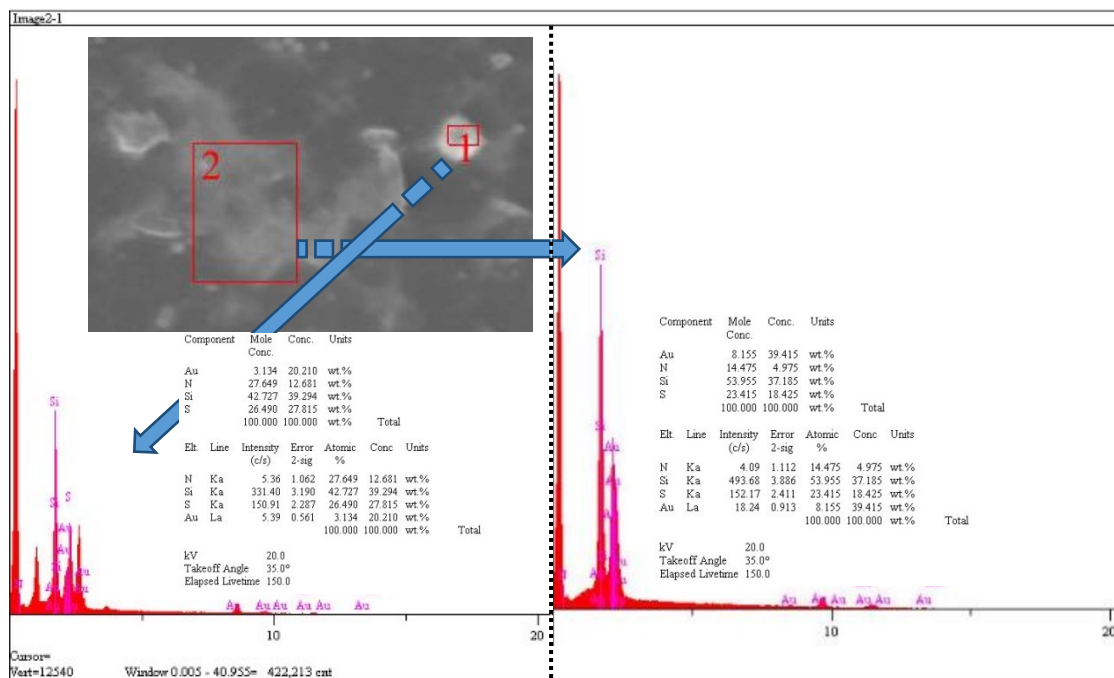 Image2-1
2
1
Component Mole Conc. Units
Conc.
Au 3.134 20.210 wt.%
N 27.649 12.681 wt.%
Si 42.727 39.294 wt.%
S 26.490 27.815 wt.%
100.000 100.000 wt.% Total
Elt. Line Intensity Error Atomic Conc Units
(c/s) 2-sig %
N Ka 5.36 1.062 27.649 12.681 wt.%
Si Ka 331.40 3.190 42.727 39.294 wt.%
S Ka 150.91 2.287 26.490 27.815 wt.%
Au La 5.39 0.561 3.134 20.210 wt.%
100.000 100.000 wt.% Total
kV 20.0
Takeoff Angle 35.0°
Elapsed Livetime 150.0
Si
S
Si
Au
Au
Si
Au
Au
N
Au Au Au Au Au Au
10 20
Cursor=
Vert=12540 Window 0.005 - 40.955= 422,213 cnt
Si
Component Mole Conc. Units
Conc.
Au 8.155 39.415 wt.%
N 14.475 4.975 wt.%
Si 53.955 37.185 wt.%
S 23.415 18.425 wt.%
100.000 100.000 wt.% Total
Elt. Line Intensity Error Atomic Conc Units
(c/s) 2-sig %
N Ka 4.09 1.112 14.475 4.975 wt.%
Si Ka 493.68 3.886 53.955 37.185 wt.%
S Ka 152.17 2.411 23.415 18.425 wt.%
Au La 18.24 0.913 8.155 39.415 wt.%
100.000 100.000 wt.% Total
kV 20.0
Takeoff Angle 35.0°
Elapsed Livetime 150.0
Si
Au
Au
Au Au Au Au Au Au
10 20